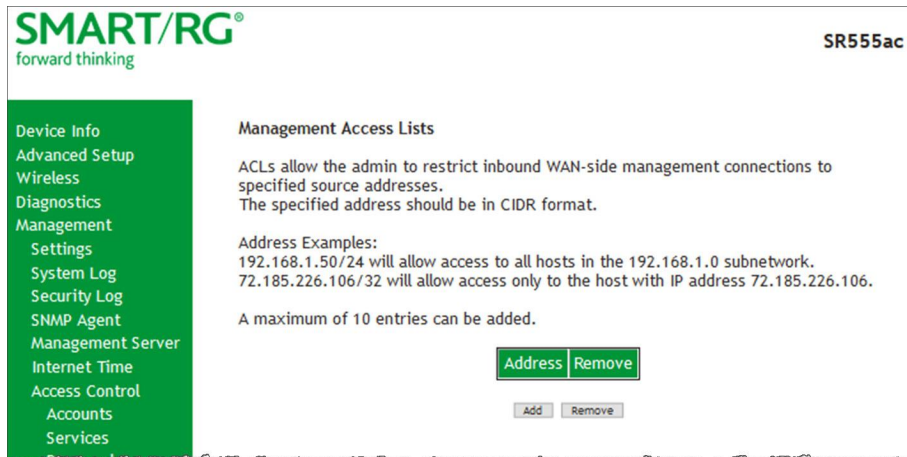 SMART/RG®
forward thinking
SR555ac
Device Info
Advanced Setup
Wireless
Diagnostics
Management
Settings
System Log
Security Log
SNMP Agent
Management Server
Internet Time
Access Control
Accounts
Services
Management Access Lists
ACLs allow the admin to restrict inbound WAN-side management connections to
specified source addresses.
The specified address should be in CIDR format.
Address Examples:
192.168.1.50/24 will allow access to all hosts in the 192.168.1.0 subnetwork.
72.185.226.106/32 will allow access only to the host with IP address 72.185.226.106.
A maximum of 10 entries can be added.
Address Remove
Add Remove